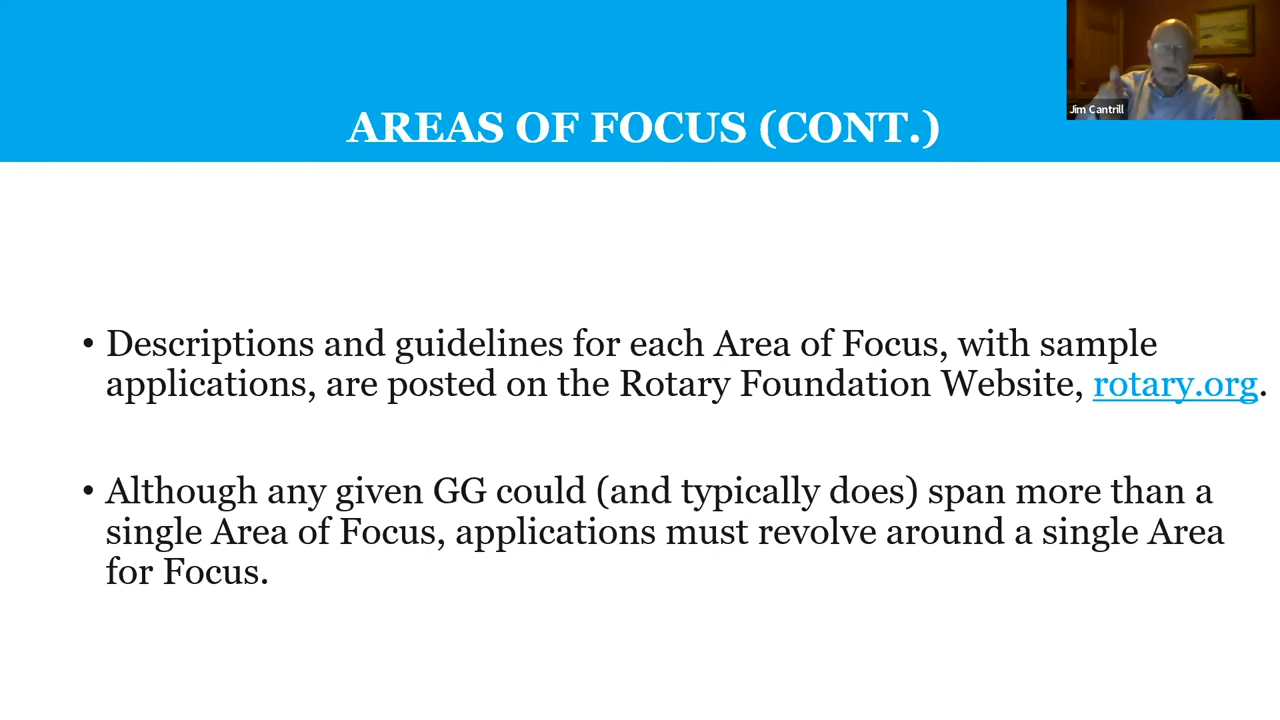 AREAS OF FOCUS (CONT.)
Jim Cantrill
• Descriptions and guidelines for each Area of Focus, with sample
applications, are posted on the Rotary Foundation Website, rotary.org.
• Although any given GG could (and typically does) span more than a
single Area of Focus, applications must revolve around a single Area
for Focus.